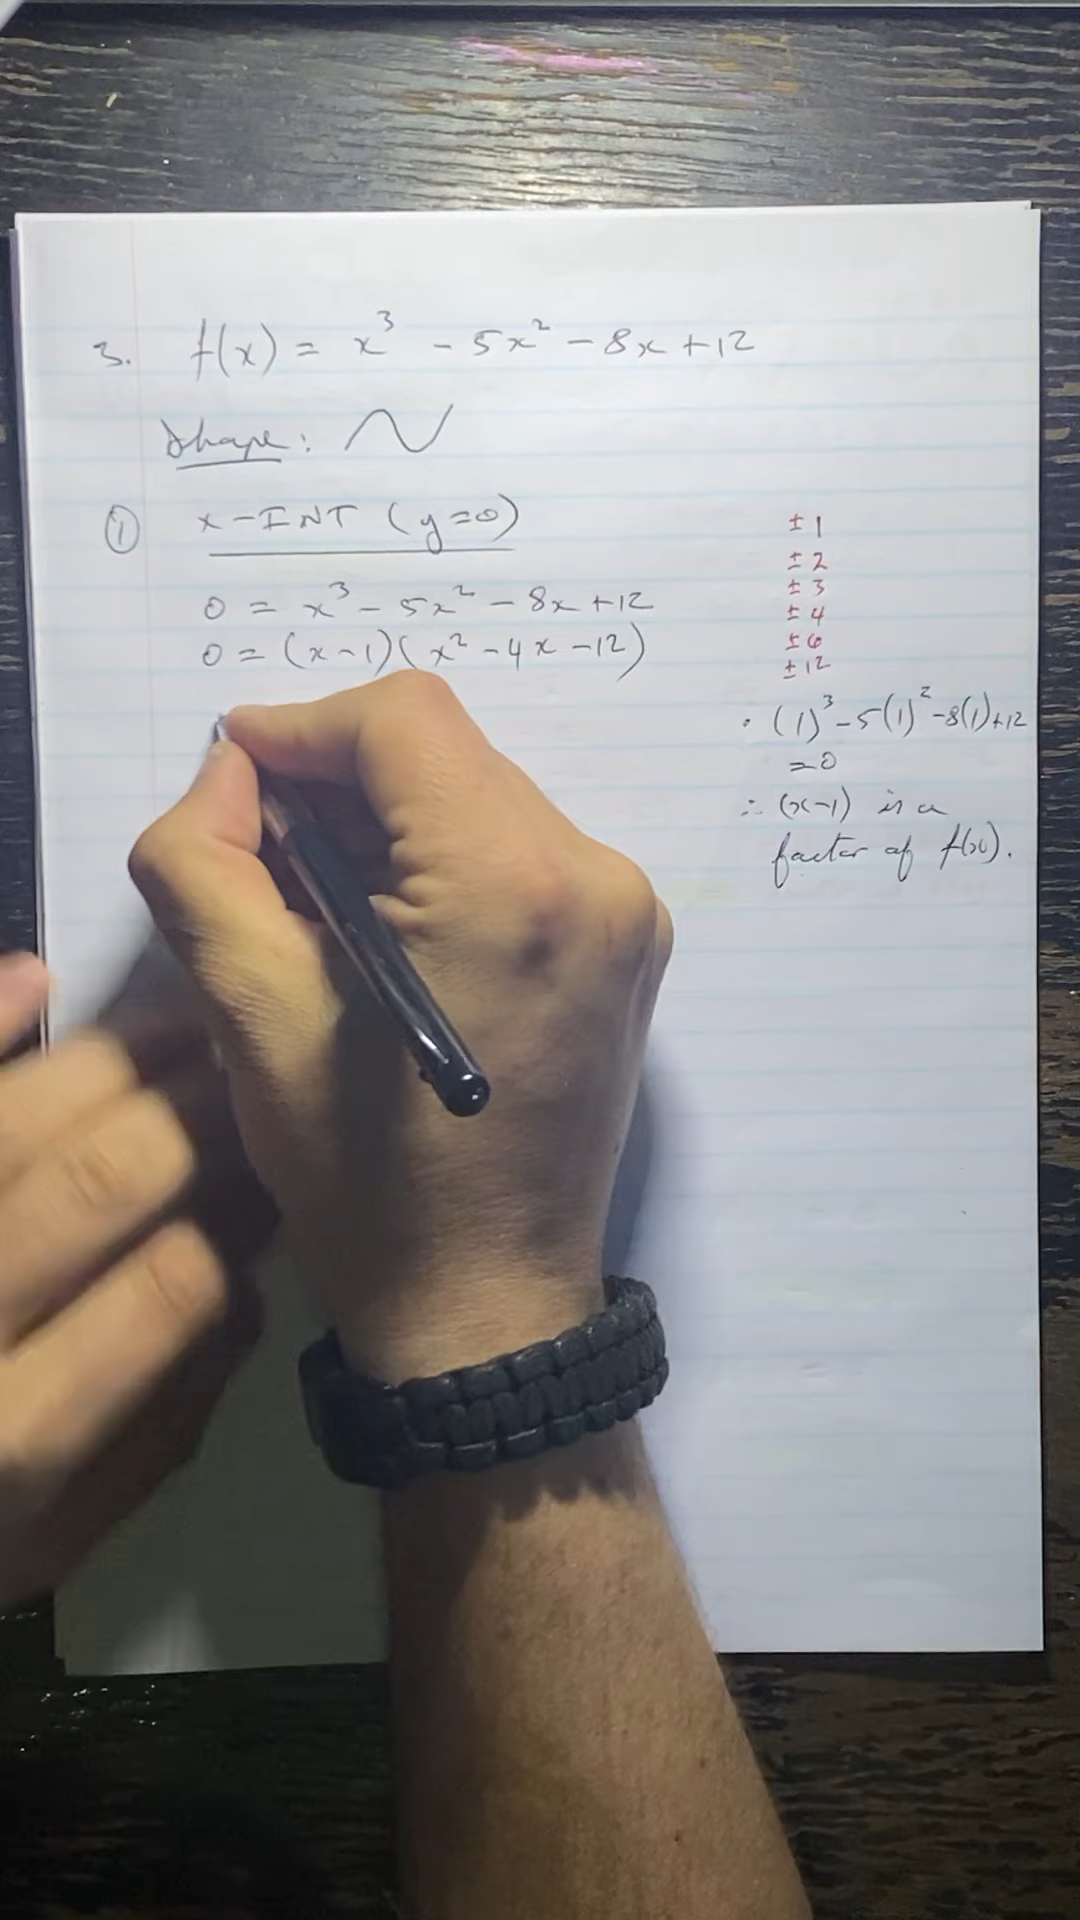 3. f(x) = x³ - 5x² - 8x + 12
Shape:
① x-INT (y=0)
0 = x³ - 5x² - 8x + 12
0 = (x-1)(x² - 4x - 12)
± 1
± 2
± 3
± 4
± 6
± 12
· (1)³ - 5(1)² - 8(1) + 12
= 0
∴ (x-1) is a
factor of f(x).